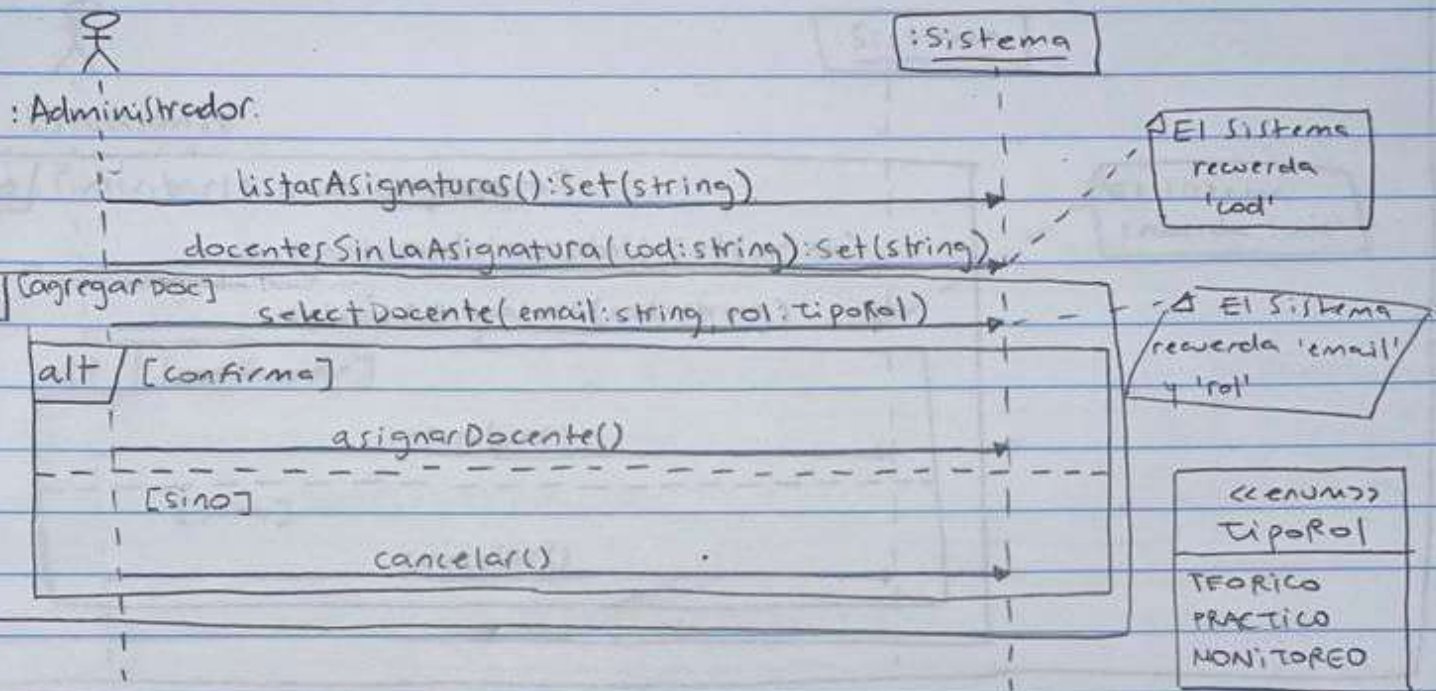 :Sistema
: Administrador.
El Sistema
recuerda
'cod'
listarAsignaturas():Set(string)
docentesSinLaAsignatura(cod:string):Set(string)
[agregarDoc]
selectDocente(email:string, rol:tipoRol)
El Sistema
recuerda 'email'
y 'rol'
alt [confirma]
asignarDocente()
[sino]
<<enum>>
tipoRol
cancelar()
TEORICO
PRACTICO
MONITOREO